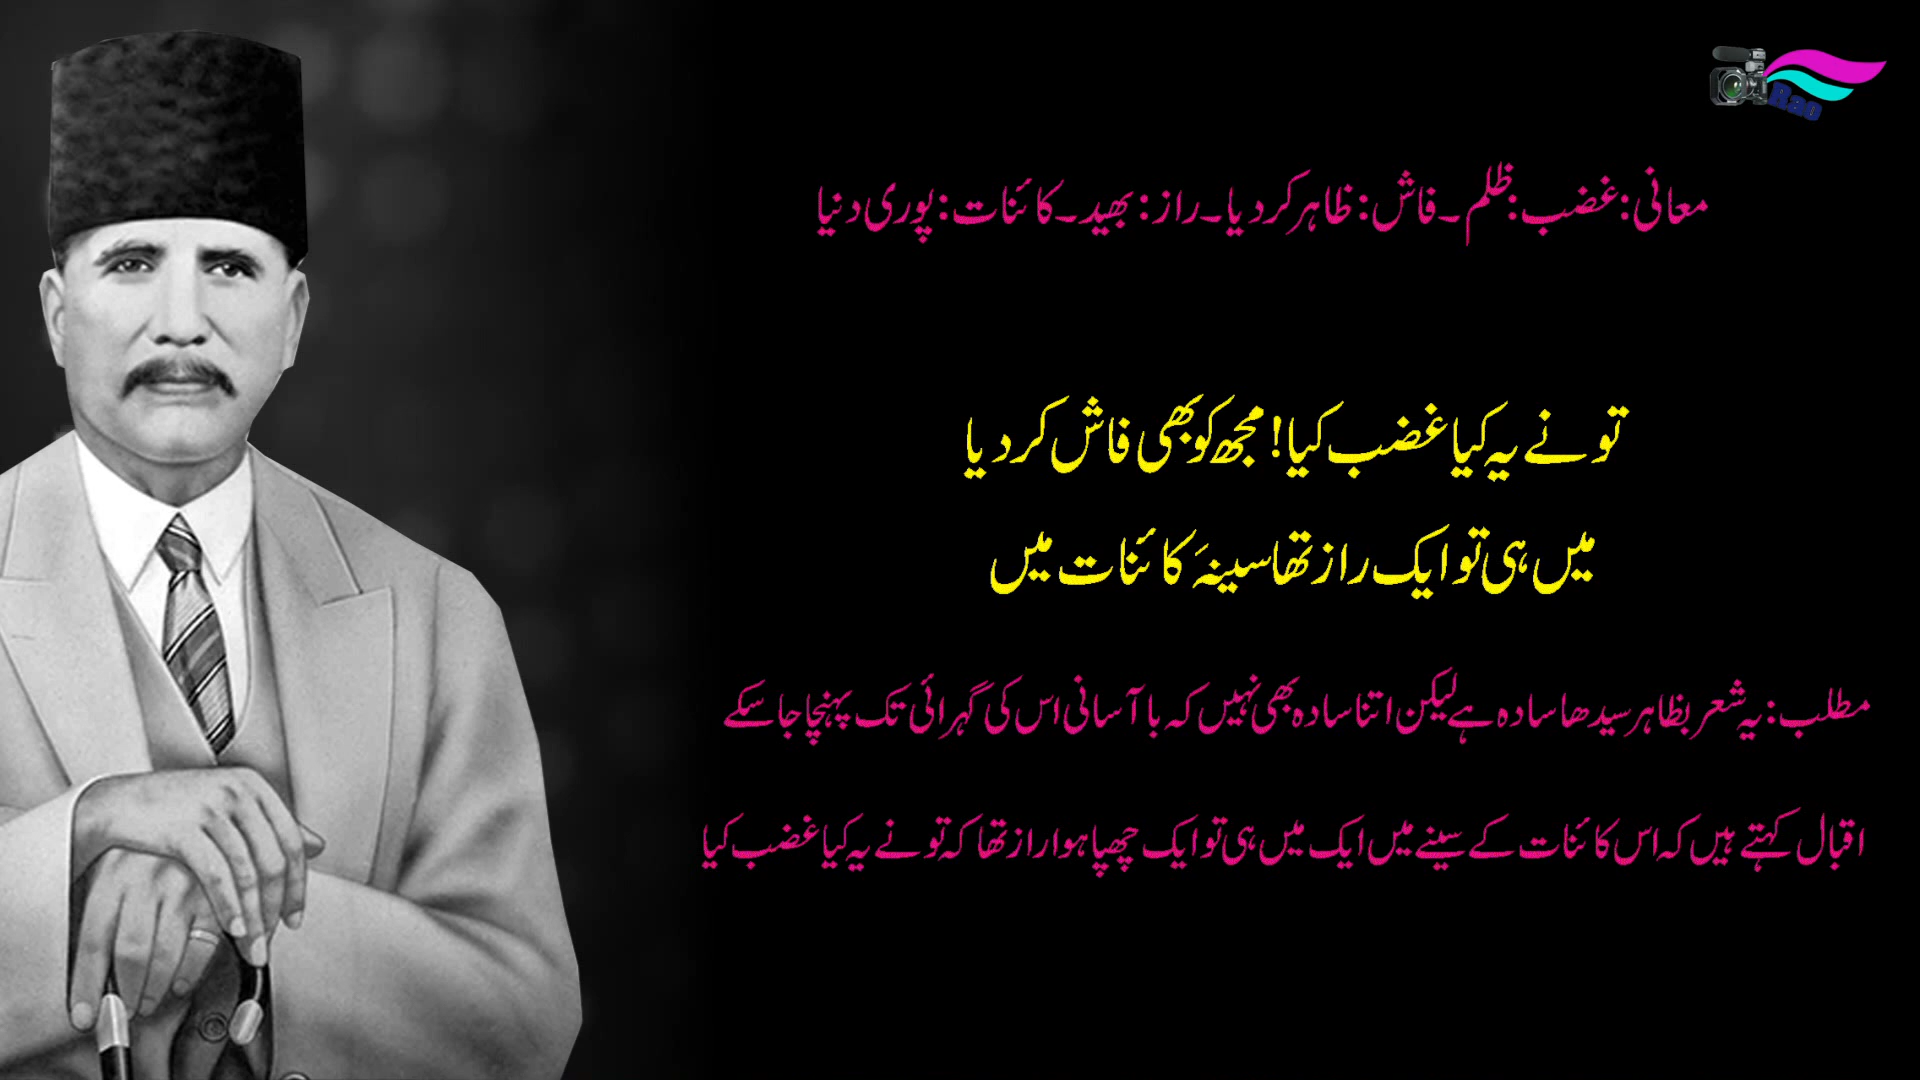 Rao
معانی: غضب: ظلم ۔ فاش: ظاہر کر دیا ۔ راز: بھید ۔ کائنات: پوری دنیا
تو نے یہ کیا غضب کیا! مجھ کو بھی فاش کر دیا
میں ہی تو ایک راز تھا سینہَ کائنات میں
مطلب: یہ شعر بظاہر سیدھا سادہ ہے لیکن اتنا سادہ بھی نہیں کہ با آسانی اس کی گہرائی تک پہنچا جا سکے
اقبال کہتے ہیں کہ اس کائنات کے سینے میں ایک میں ہی تو ایک چھپا ہوا راز تھا کہ تو نے یہ کیا غضب کیا